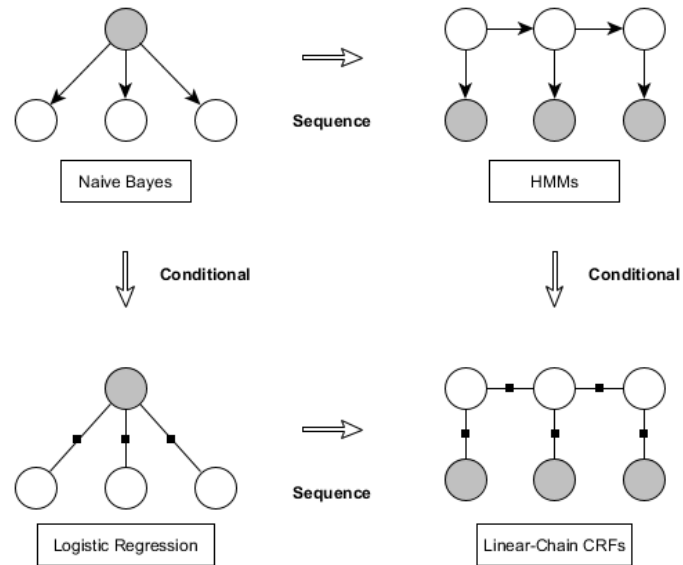 Sequence
Naive Bayes
HMMs
Conditional
Conditional
Sequence
Logistic Regression
Linear-Chain CRFs